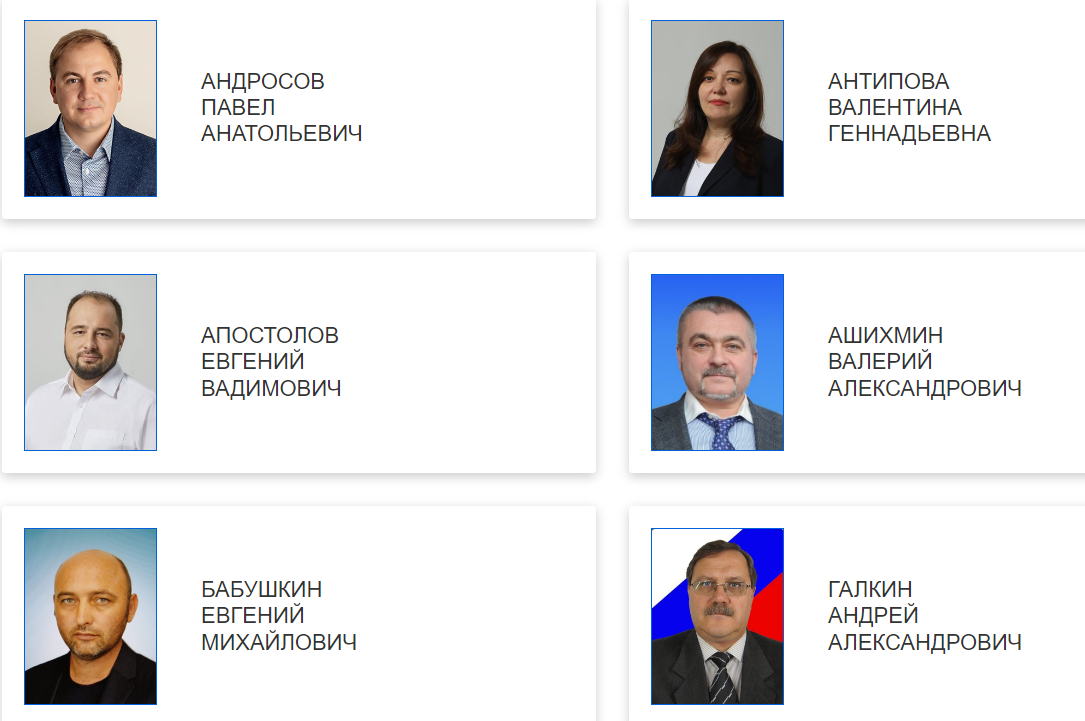 АНДРОСОВ
ПАВЕЛ
АНАТОЛЬЕВИЧ
АНТИПОВА
ВАЛЕНТИНА
ГЕННАДЬЕВНА
АПОСТОЛОВ
ЕВГЕНИЙ
ВАДИМОВИЧ
АШИХМИН
ВАЛЕРИЙ
АЛЕКСАНДРОВИЧ
БАБУШКИН
ЕВГЕНИЙ
МИХАЙЛОВИЧ
ГАЛКИН
АНДРЕЙ
АЛЕКСАНДРОВИЧ